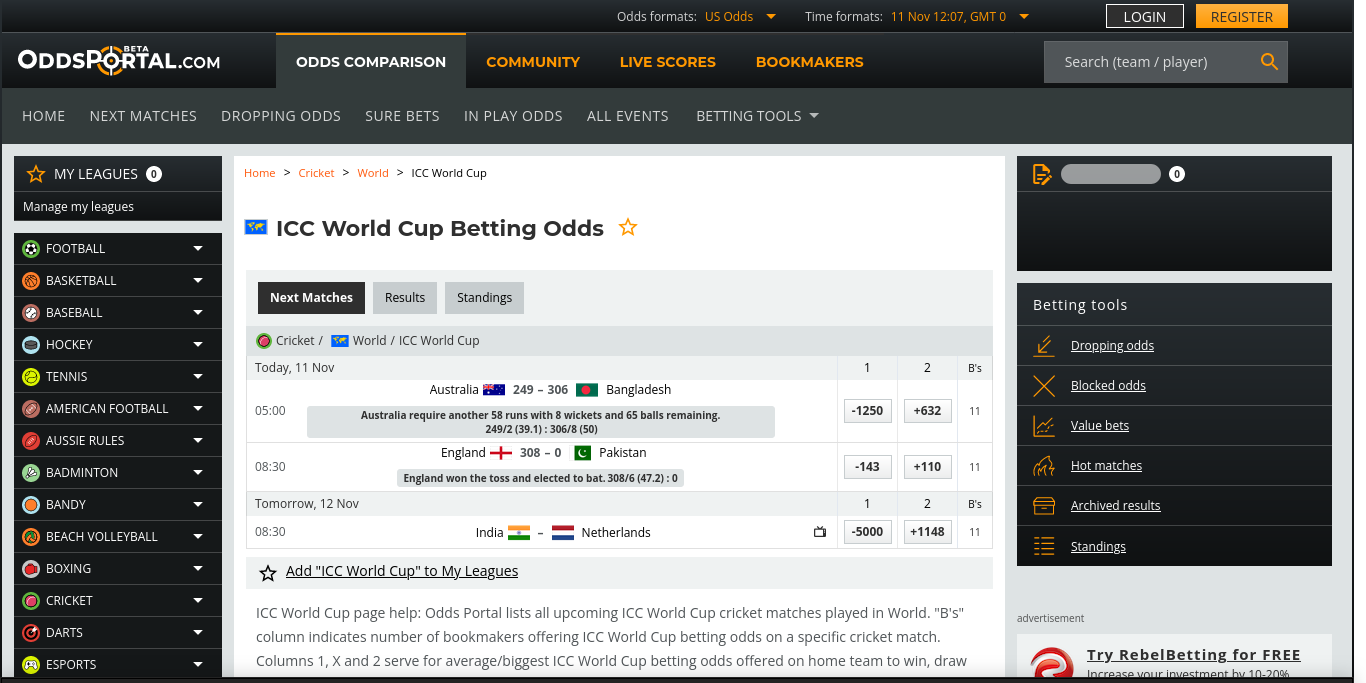 Odds formats: US Odds Time formats: 11 Nov 12:07, GMT 0 LOGIN REGISTER
ODDSPORTAL.COM BETA
ODDS COMPARISON COMMUNITY LIVE SCORES BOOKMAKERS Search (team / player)
HOME NEXT MATCHES DROPPING ODDS SURE BETS IN PLAY ODDS ALL EVENTS BETTING TOOLS
MY LEAGUES 0
Manage my leagues
FOOTBALL
BASKETBALL
BASEBALL
HOCKEY
TENNIS
AMERICAN FOOTBALL
AUSSIE RULES
BADMINTON
BANDY
BEACH VOLLEYBALL
BOXING
CRICKET
DARTS
ESPORTS
Home > Cricket > World > ICC World Cup
ICC World Cup Betting Odds
Next Matches Results Standings
Cricket / World / ICC World Cup
Today, 11 Nov 1 2 B's
Australia 249 – 306 Bangladesh
05:00 -1250 +632 11
Australia require another 58 runs with 8 wickets and 65 balls remaining.
249/2 (39.1) : 306/8 (50)
England 308 – 0 Pakistan
08:30 -143 +110 11
England won the toss and elected to bat. 308/6 (47.2) : 0
Tomorrow, 12 Nov 1 2 B's
08:30 India – Netherlands -5000 +1148 11
Add "ICC World Cup" to My Leagues
ICC World Cup page help: Odds Portal lists all upcoming ICC World Cup cricket matches played in World. "B's"
column indicates number of bookmakers offering ICC World Cup betting odds on a specific cricket match.
Columns 1, X and 2 serve for average/biggest ICC World Cup betting odds offered on home team to win, draw
0
Betting tools
Dropping odds
Blocked odds
Value bets
Hot matches
Archived results
Standings
advertisement
Try RebelBetting for FREE
Increase your investment by 10-20%